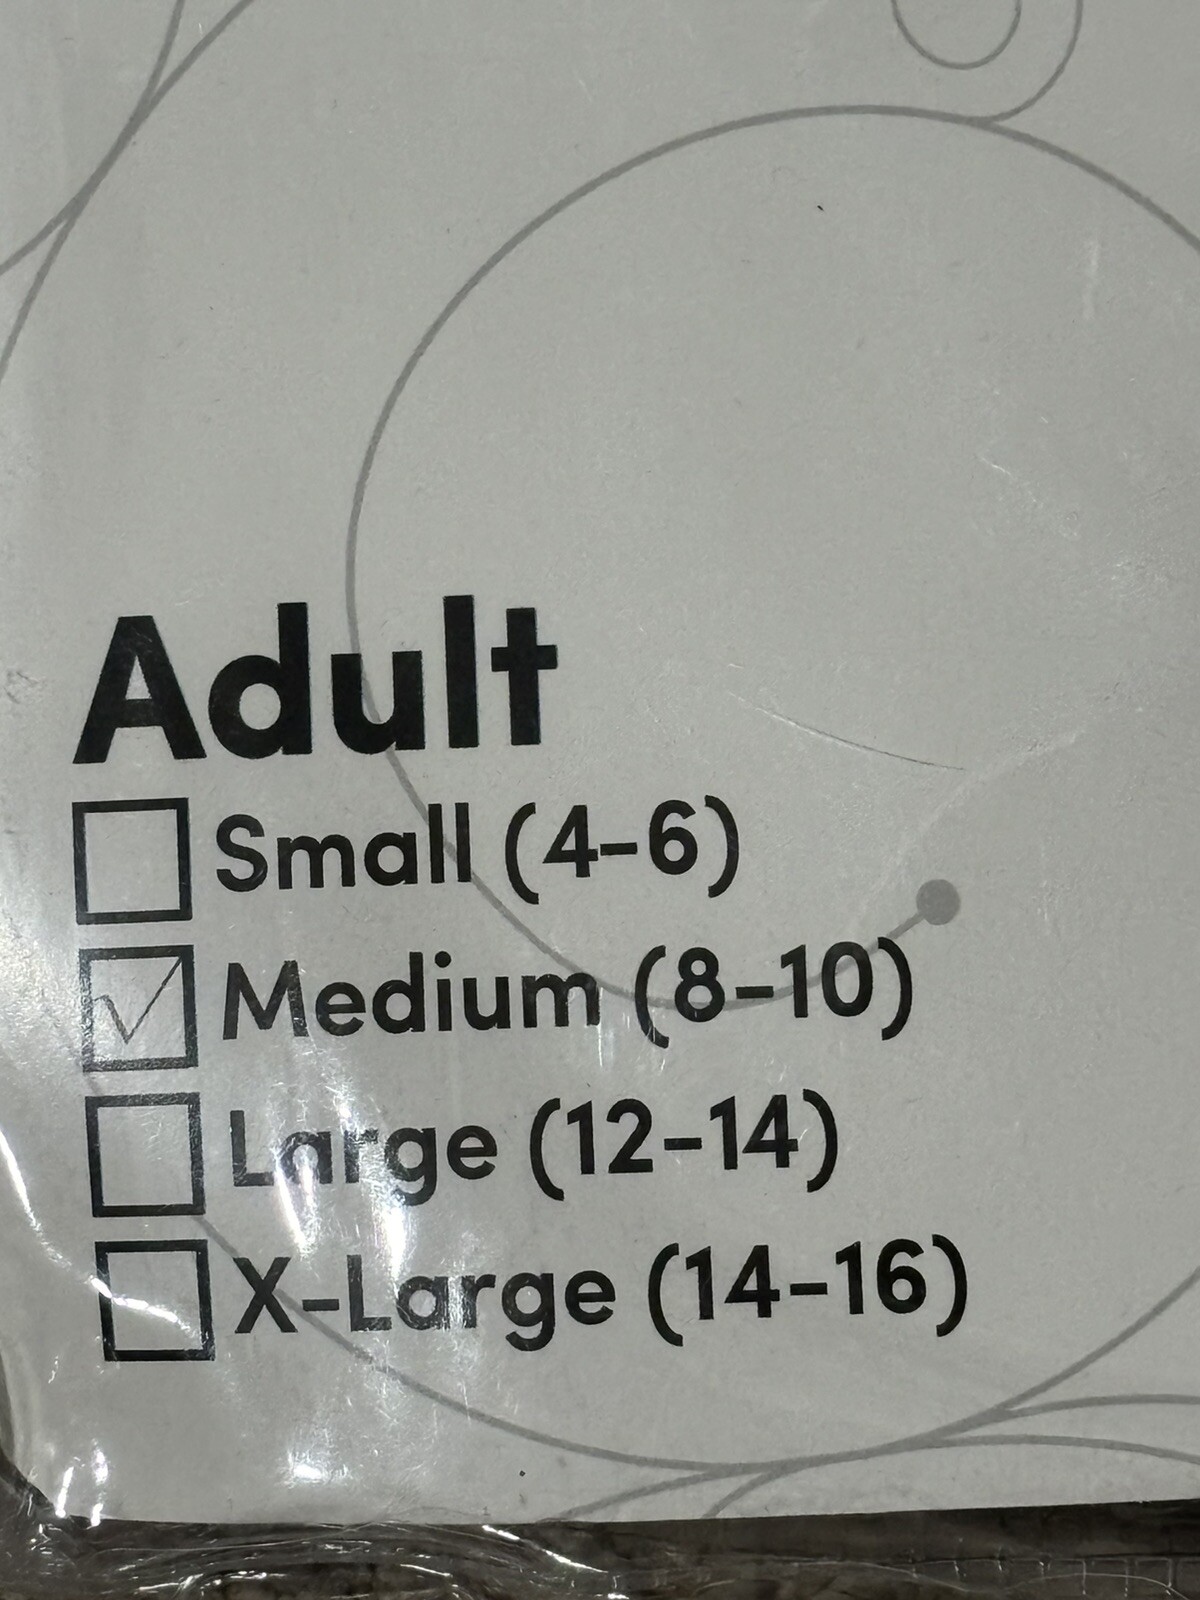 Adult
Small (4-6)
Medium (8-10)
Large (12-14)
X-Large (14-16)